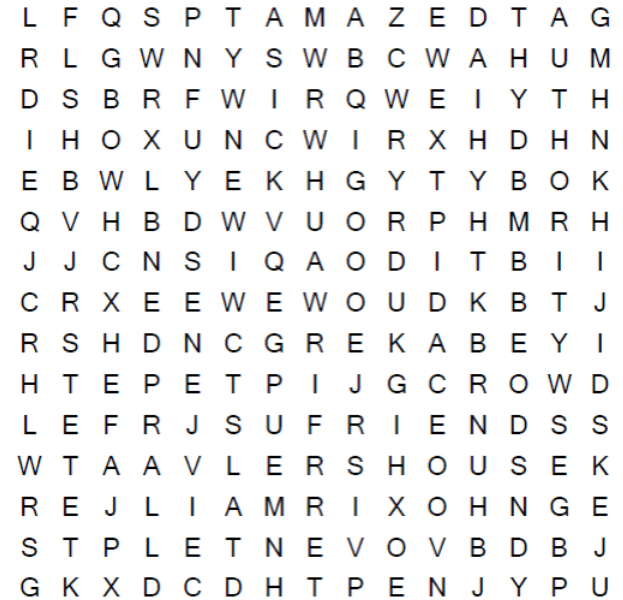 L F Q S P T A M A Z E D T A G
R L G W N Y S W B C W A H U M
D S B R F W I R Q W E I Y T H
I H O X U N C W I R X H D H N
E B W L Y E K H G Y T Y B O K
Q V H B D W V U O R P H M R H
J J C N S I Q A O D I T B I I
C R X E E W E W O U D K B T J
R S H D N C G R E K A B E Y I
H T E P E T P I J G C R O W D
L E F R J S U F R I E N D S S
W T A A V L E R S H O U S E K
R E J L I A M R I X O H N G E
S T P L E T N E V O V B D B J
G K X D C D H T P E N J Y P U